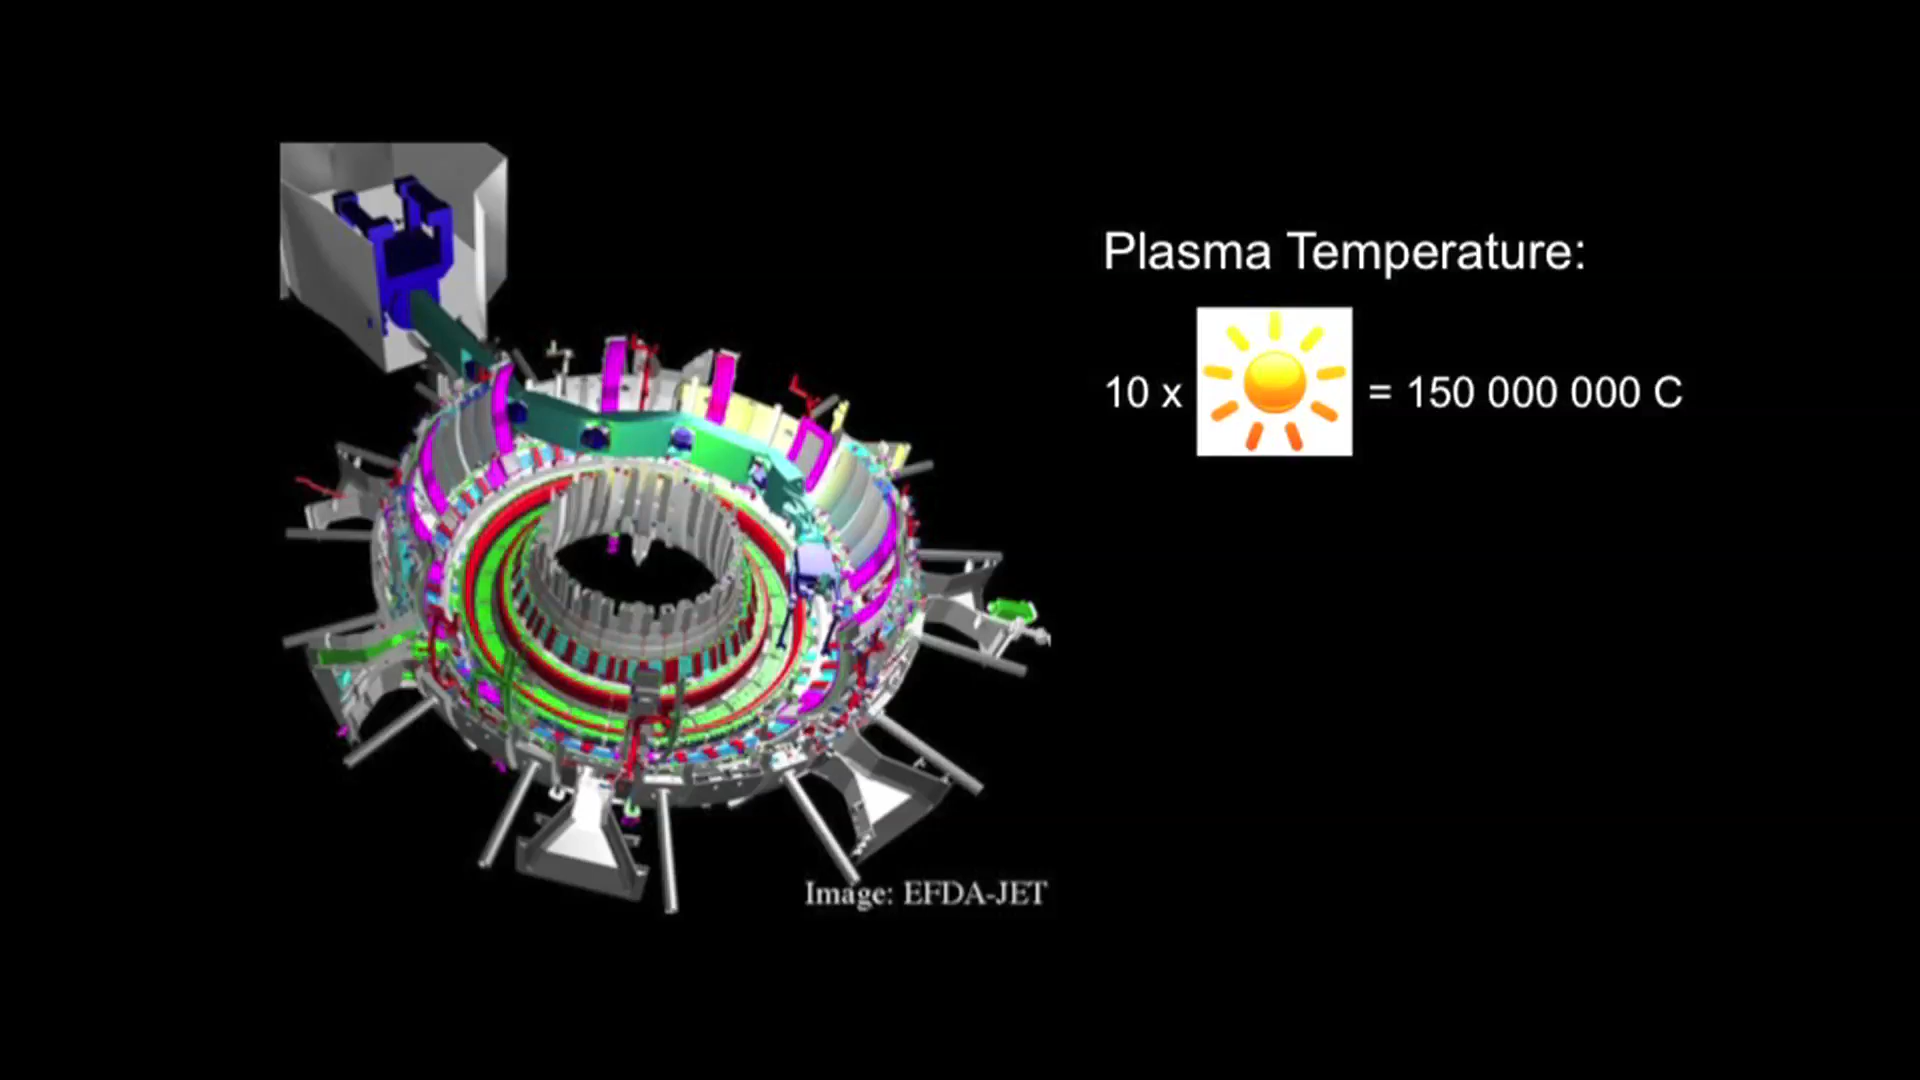 Plasma Temperature:
10 x = 150 000 000 C
Image: EFDA-JET